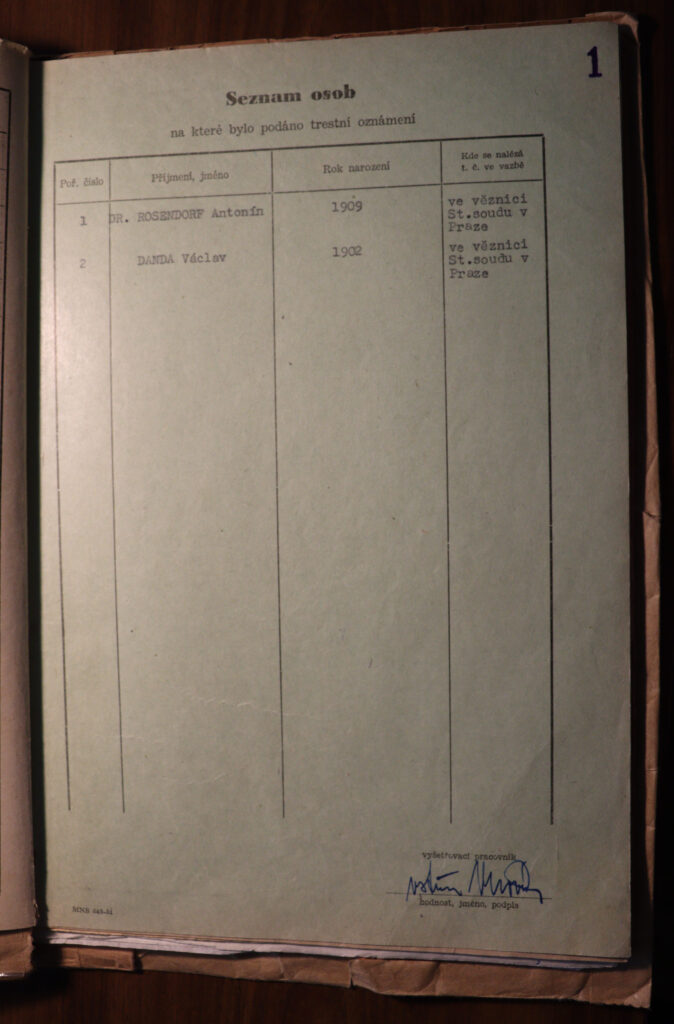 1
Seznam osob
na které bylo podáno trestní oznámení
Poř. číslo
Příjmení, jméno
Rok narození
Kde se nalézá
t. č. ve vazbě
1 DR. ROSENDORF Antonín 1909 ve věznici
St.soudu v
Praze
2 DANDA Václav 1902 ve věznici
St.soudu v
Praze
vyšetřovací pracovník
hodnost, jméno, podpis